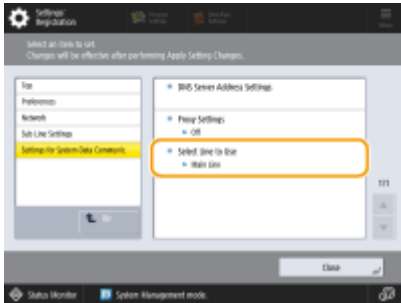 Settings/
Registration
Select an item to set.
Changes will be effective after performing Apply Setting Changes.
Top
Preferences
Network
Sub Line Settings
Settings for System Data Communic.
DNS Server Address Settings
Proxy Settings
Off
Select Line to Use
Main Line
1/1
Up
Close
Status Monitor
System Management mode.